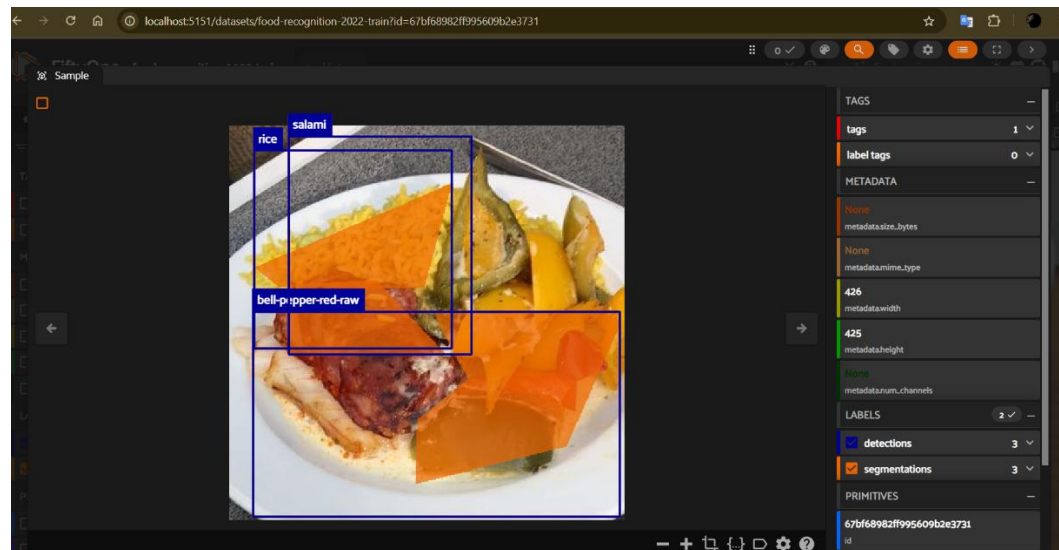 localhost:5151/datasets/food-recognition-2022-train?id=67bf68982ff995609b2e3731
0
Sample
TAGS
tags 1
label tags 0
METADATA
None
metadata.size_bytes
None
metadata.mime_type
426
metadata.width
425
metadata.height
None
metadata.num_channels
LABELS 2
detections 3
segmentations 3
PRIMITIVES
67bf68982ff995609b2e3731
id
salami
rice
bell-pepper-red-raw